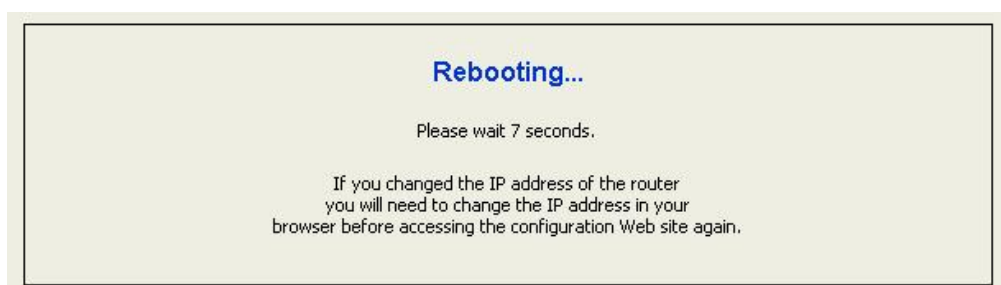 Rebooting...
Please wait 7 seconds.
If you changed the IP address of the router
you will need to change the IP address in your
browser before accessing the configuration Web site again.